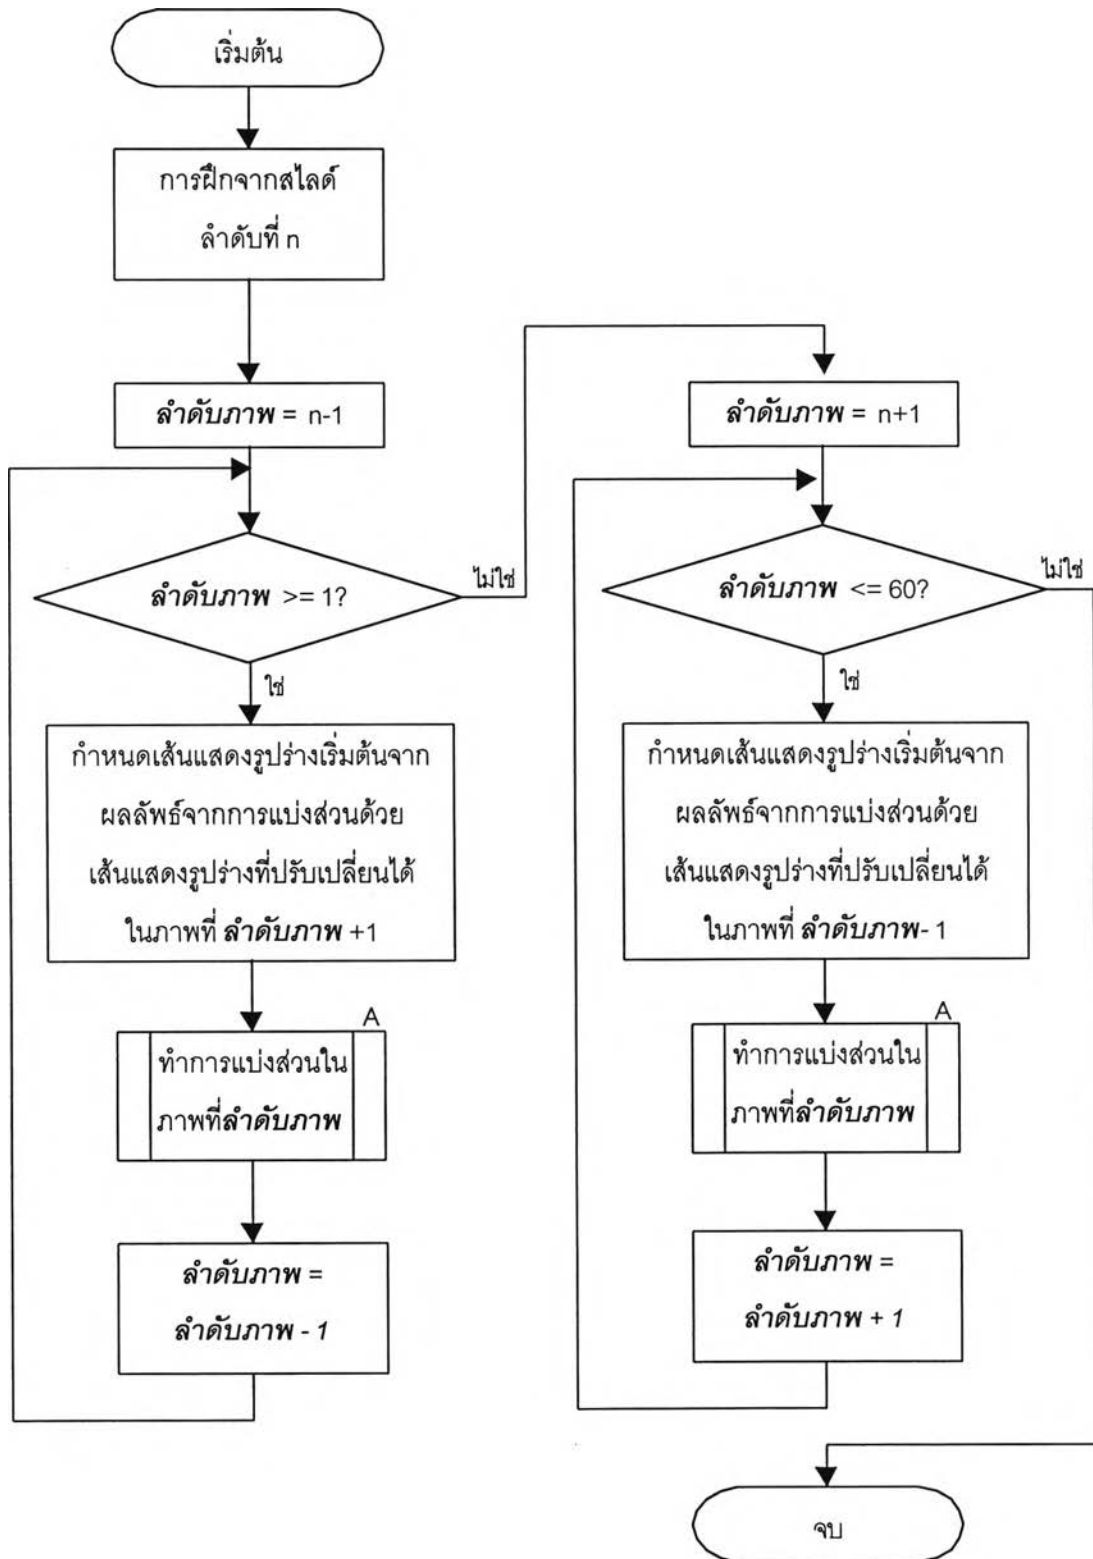 เริ่มต้น
การฝึกจากสไลด์
ลำดับที่ n
ลำดับภาพ = n-1
ลำดับภาพ >= 1?
ไม่ใช่
ใช่
กำหนดเส้นแสดงรูปร่างเริ่มต้นจาก
ผลลัพธ์จากการแบ่งส่วนด้วย
เส้นแสดงรูปร่างที่ปรับเปลี่ยนได้
ในภาพที่ ลำดับภาพ +1
A
ทำการแบ่งส่วนใน
ภาพที่ลำดับภาพ
ลำดับภาพ =
ลำดับภาพ - 1
ลำดับภาพ = n+1
ลำดับภาพ <= 60?
ไม่ใช่
ใช่
กำหนดเส้นแสดงรูปร่างเริ่มต้นจาก
ผลลัพธ์จากการแบ่งส่วนด้วย
เส้นแสดงรูปร่างที่ปรับเปลี่ยนได้
ในภาพที่ ลำดับภาพ- 1
A
ทำการแบ่งส่วนใน
ภาพที่ลำดับภาพ
ลำดับภาพ =
ลำดับภาพ + 1
จบ